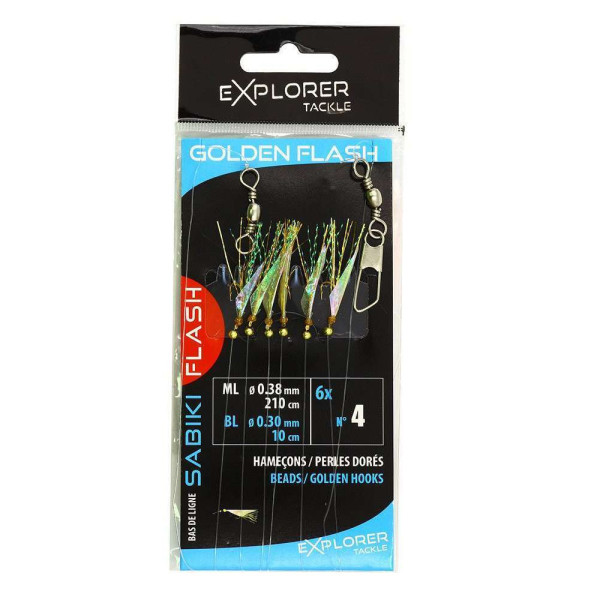 EXPLORER
TACKLE
GOLDEN FLASH
BAS DE LIGNE SABIKI FLASH
ML ø 0.38 mm
210 cm
BL ø 0.30 mm
10 cm
6x
N° 4
HAMEÇONS / PERLES DORÉS
BEADS / GOLDEN HOOKS
EXPLORER
TACKLE